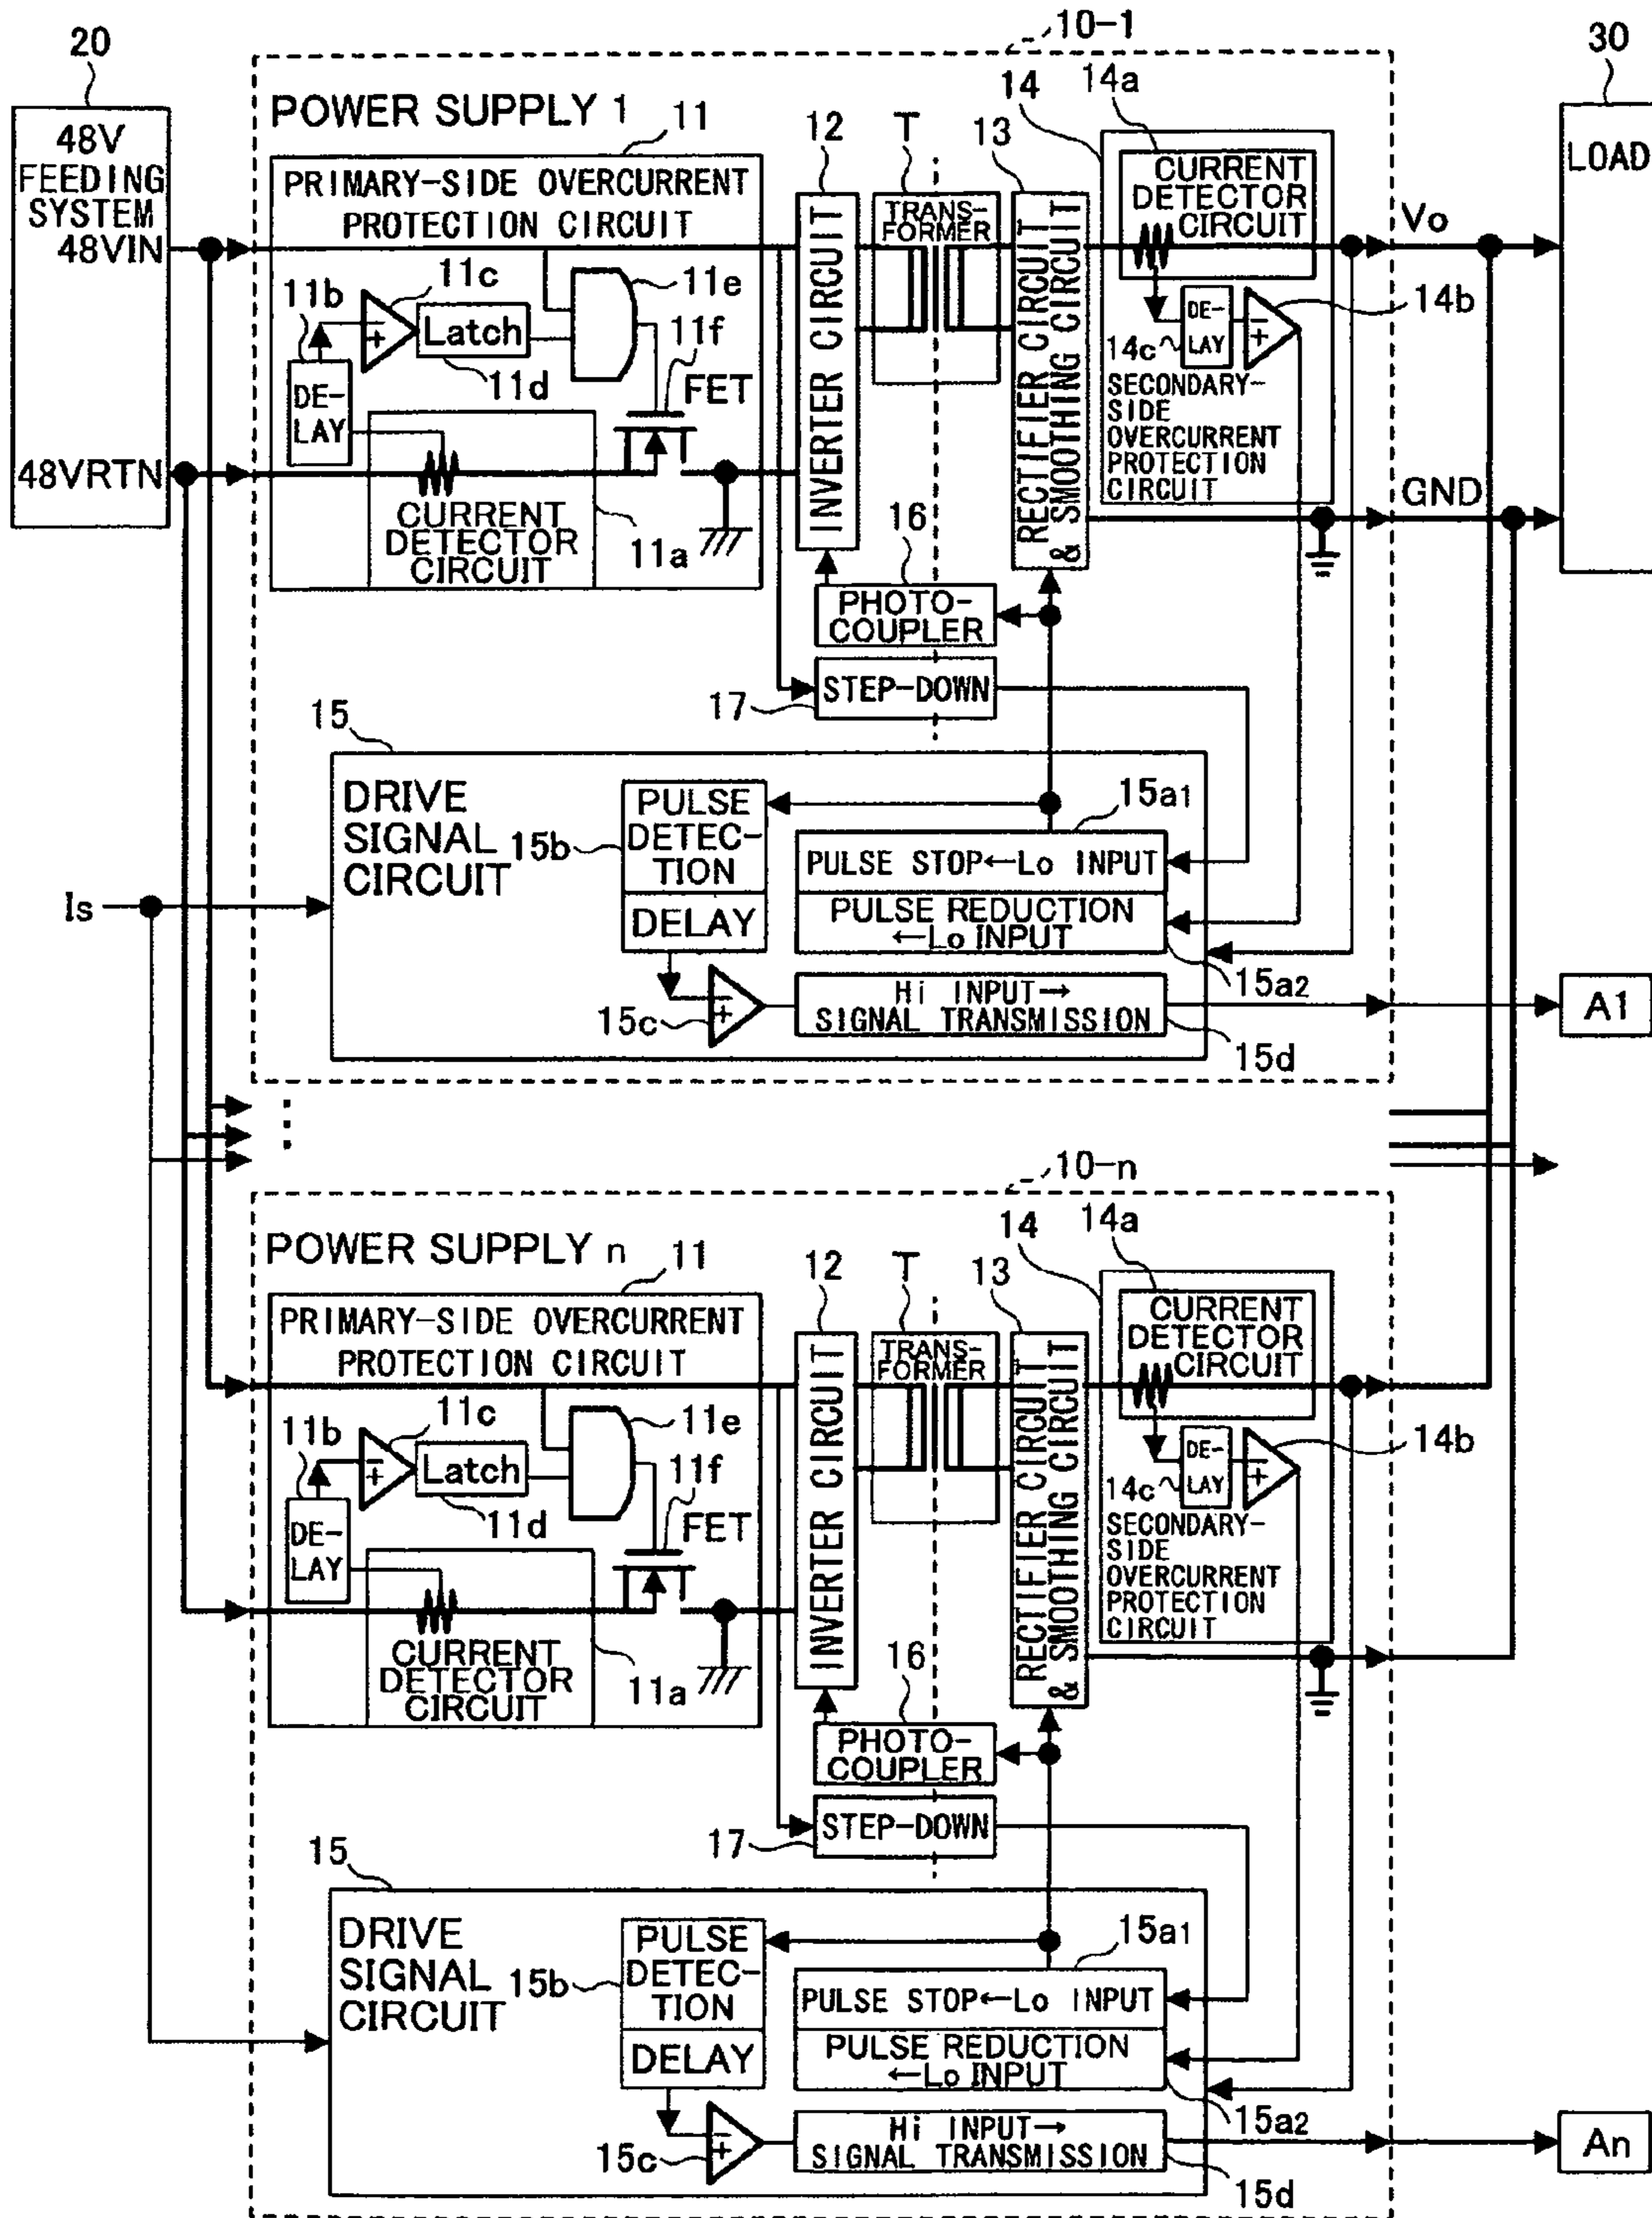 20
48V
FEEDING
SYSTEM
48VIN
48VRTN
10-1
30
LOAD
POWER SUPPLY 1
11
PRIMARY-SIDE OVERCURRENT
PROTECTION CIRCUIT
11b
11c
Latch
11d
11e
11f
FET
DE-
LAY
CURRENT
DETECTOR
CIRCUIT
11a
12
INVERTER CIRCUIT
T
TRANS-
FORMER
13
RECTIFIER CIRCUIT
& SMOOTHING CIRCUIT
14
14a
CURRENT
DETECTOR
CIRCUIT
14b
14c
DE-
LAY
SECONDARY-
SIDE
OVERCURRENT
PROTECTION
CIRCUIT
Vo
GND
16
PHOTO-
COUPLER
17
STEP-DOWN
15
DRIVE
SIGNAL
CIRCUIT
15b
PULSE
DETEC-
TION
DELAY
15a1
PULSE STOP←Lo INPUT
PULSE REDUCTION
←Lo INPUT
15a2
15c
Hi INPUT→
SIGNAL TRANSMISSION
15d
Is
A1
10-n
POWER SUPPLY n
11
PRIMARY-SIDE OVERCURRENT
PROTECTION CIRCUIT
11b
11c
Latch
11d
11e
11f
FET
DE-
LAY
CURRENT
DETECTOR
CIRCUIT
11a
12
INVERTER CIRCUIT
T
TRANS-
FORMER
13
RECTIFIER CIRCUIT
& SMOOTHING CIRCUIT
14
14a
CURRENT
DETECTOR
CIRCUIT
14b
14c
DE-
LAY
SECONDARY-
SIDE
OVERCURRENT
PROTECTION
CIRCUIT
16
PHOTO-
COUPLER
17
STEP-DOWN
15
DRIVE
SIGNAL
CIRCUIT
15b
PULSE
DETEC-
TION
DELAY
15a1
PULSE STOP←Lo INPUT
PULSE REDUCTION
←Lo INPUT
15a2
15c
Hi INPUT→
SIGNAL TRANSMISSION
15d
An